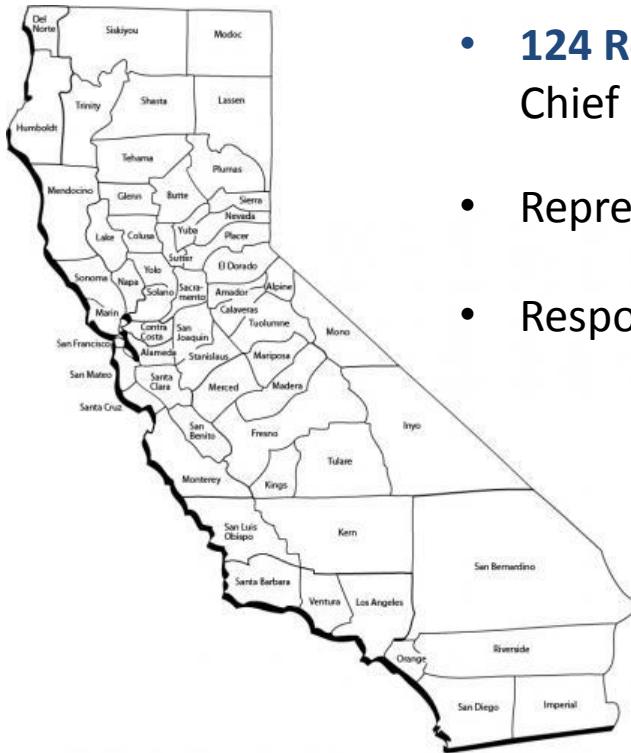 Del
Norte
Siskiyou
Modoc
Humboldt
Trinity
Shasta
Lassen
Tehama
Plumas
Mendocino
Glenn
Butte
Sierra
Nevada
Lake
Colusa
Yuba
Placer
Sutter
Sonoma
Napa
Yolo
El Dorado
Solano
Sacra-
mento
Amador
Alpine
Marin
Calaveras
Tuolumne
Contra
Costa
San
Joaquin
Mono
San Francisco
Alameda
Stanislaus
Mariposa
San Mateo
Santa
Clara
Merced
Madera
Santa Cruz
San
Benito
Fresno
Inyo
Monterey
Kings
Tulare
San Luis
Obispo
Kern
San Bernardino
Santa Barbara
Ventura
Los Angeles
Orange
Riverside
San Diego
Imperial
• 124 R
Chief
• Repre
• Respo